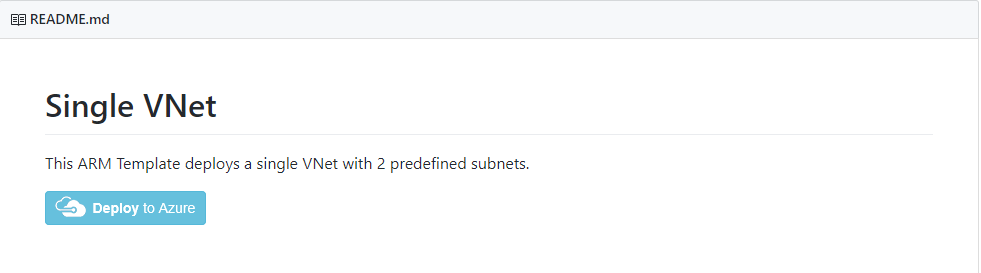 README.md
Single VNet
This ARM Template deploys a single VNet with 2 predefined subnets.
Deploy to Azure